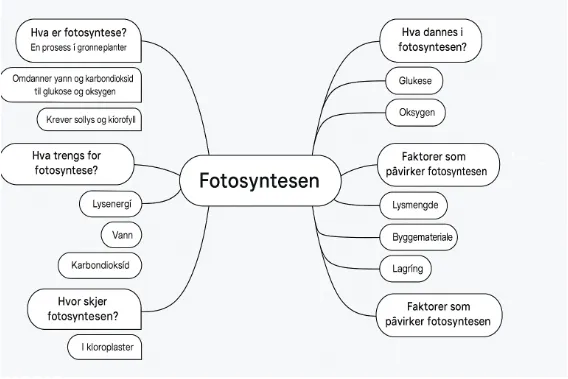 Hva er fotosyntese?
En prosess i gronneplanter
Omdanner yann og karbondioksid
til glukose og oksygen
Krever sollys og klorofyll
Hva trengs for
fotosyntese?
Lysenergi
Vann
Karbondioksid
Hvor skjer
fotosyntesen?
I kloroplaster
Fotosyntesen
Hva dannes i
fotosyntesen?
Glukese
Oksygen
Faktorer som
påvirker fotosyntesen
Lysmengde
Byggemateriale
Lagring
Faktorer som
påvirker fotosyntesen